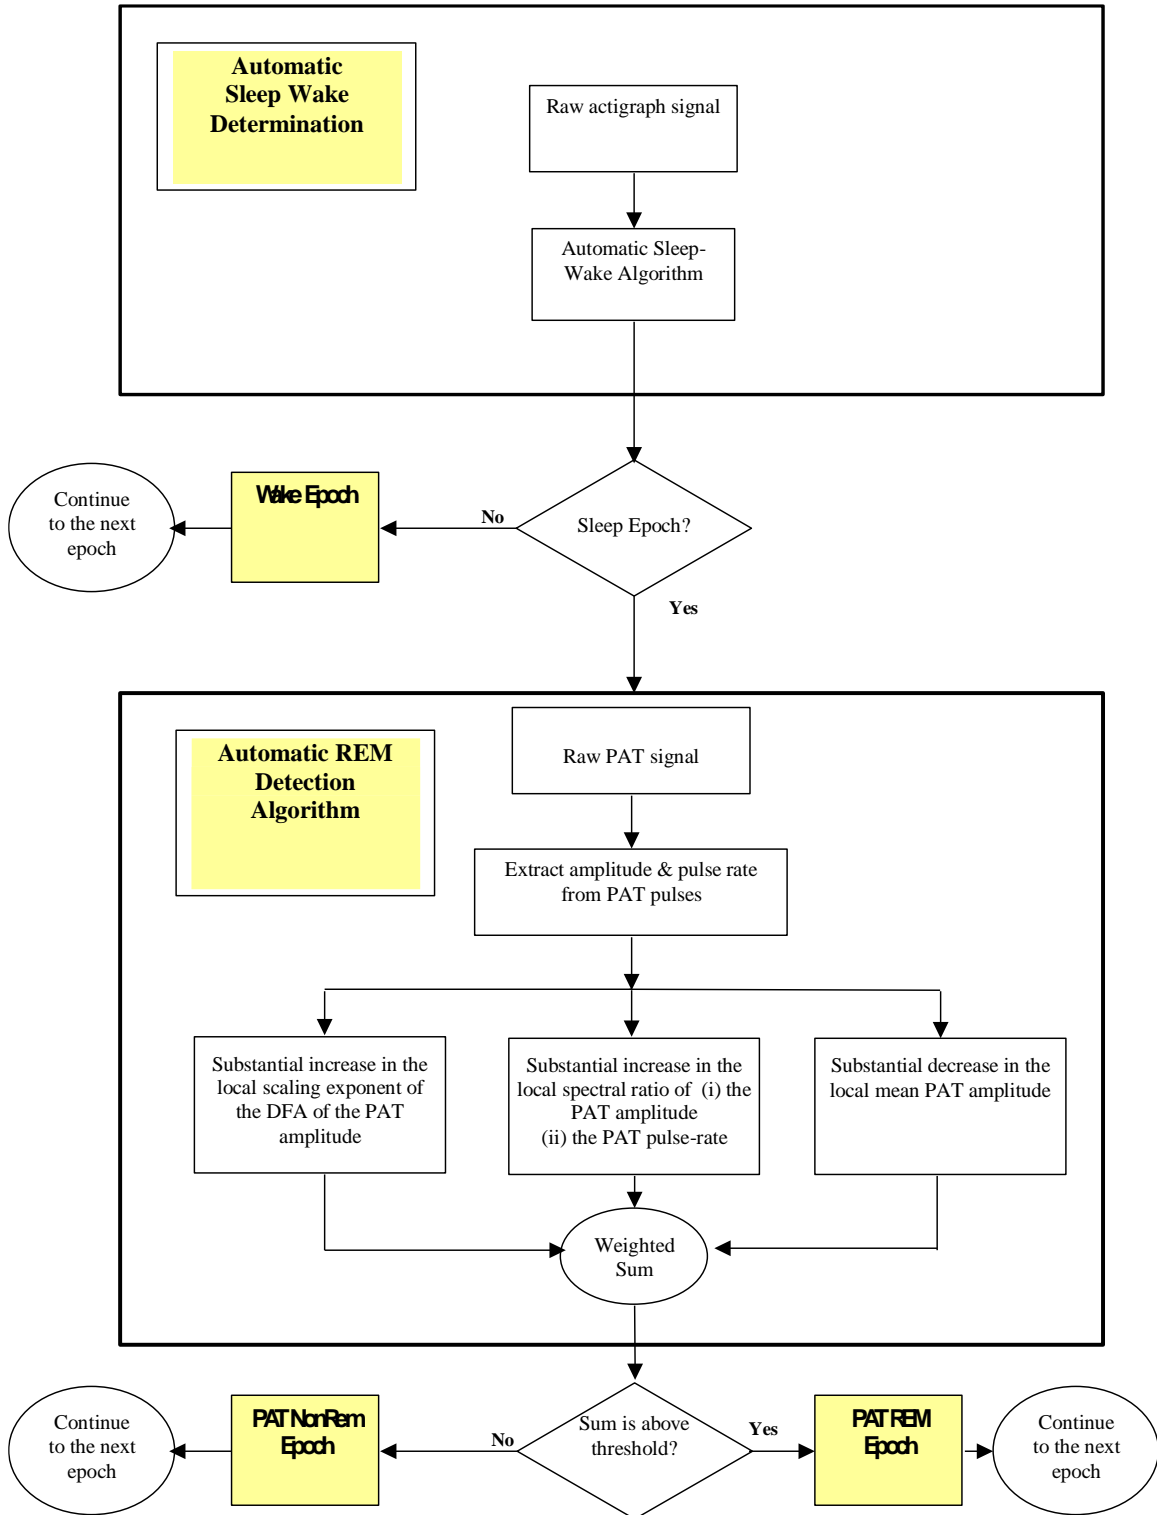 Automatic
Sleep Wake
Determination
Raw actigraph signal
Automatic Sleep-
Wake Algorithm
Continue
to the next
epoch
Wake Epoch
No
Sleep Epoch?
Yes
Automatic REM
Detection
Algorithm
Raw PAT signal
Extract amplitude & pulse rate
from PAT pulses
Substantial increase in the
local scaling exponent of
the DFA of the PAT
amplitude
Substantial increase in the
local spectral ratio of (i) the
PAT amplitude
(ii) the PAT pulse-rate
Substantial decrease in the
local mean PAT amplitude
Weighted
Sum
Continue
to the next
epoch
PAT NonRem
Epoch
No
Sum is above
threshold?
Yes
PAT REM
Epoch
Continue
to the next
epoch